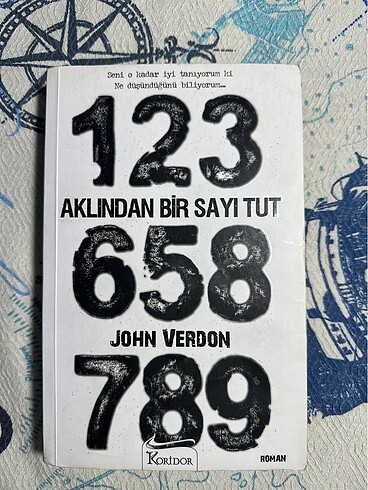 Seni o kadar iyi tanıyorum ki
Ne düşündüğünü biliyorum...
123
AKLINDAN BİR SAYI TUT
658
JOHN VERDON
789
KORİDOR
ROMAN